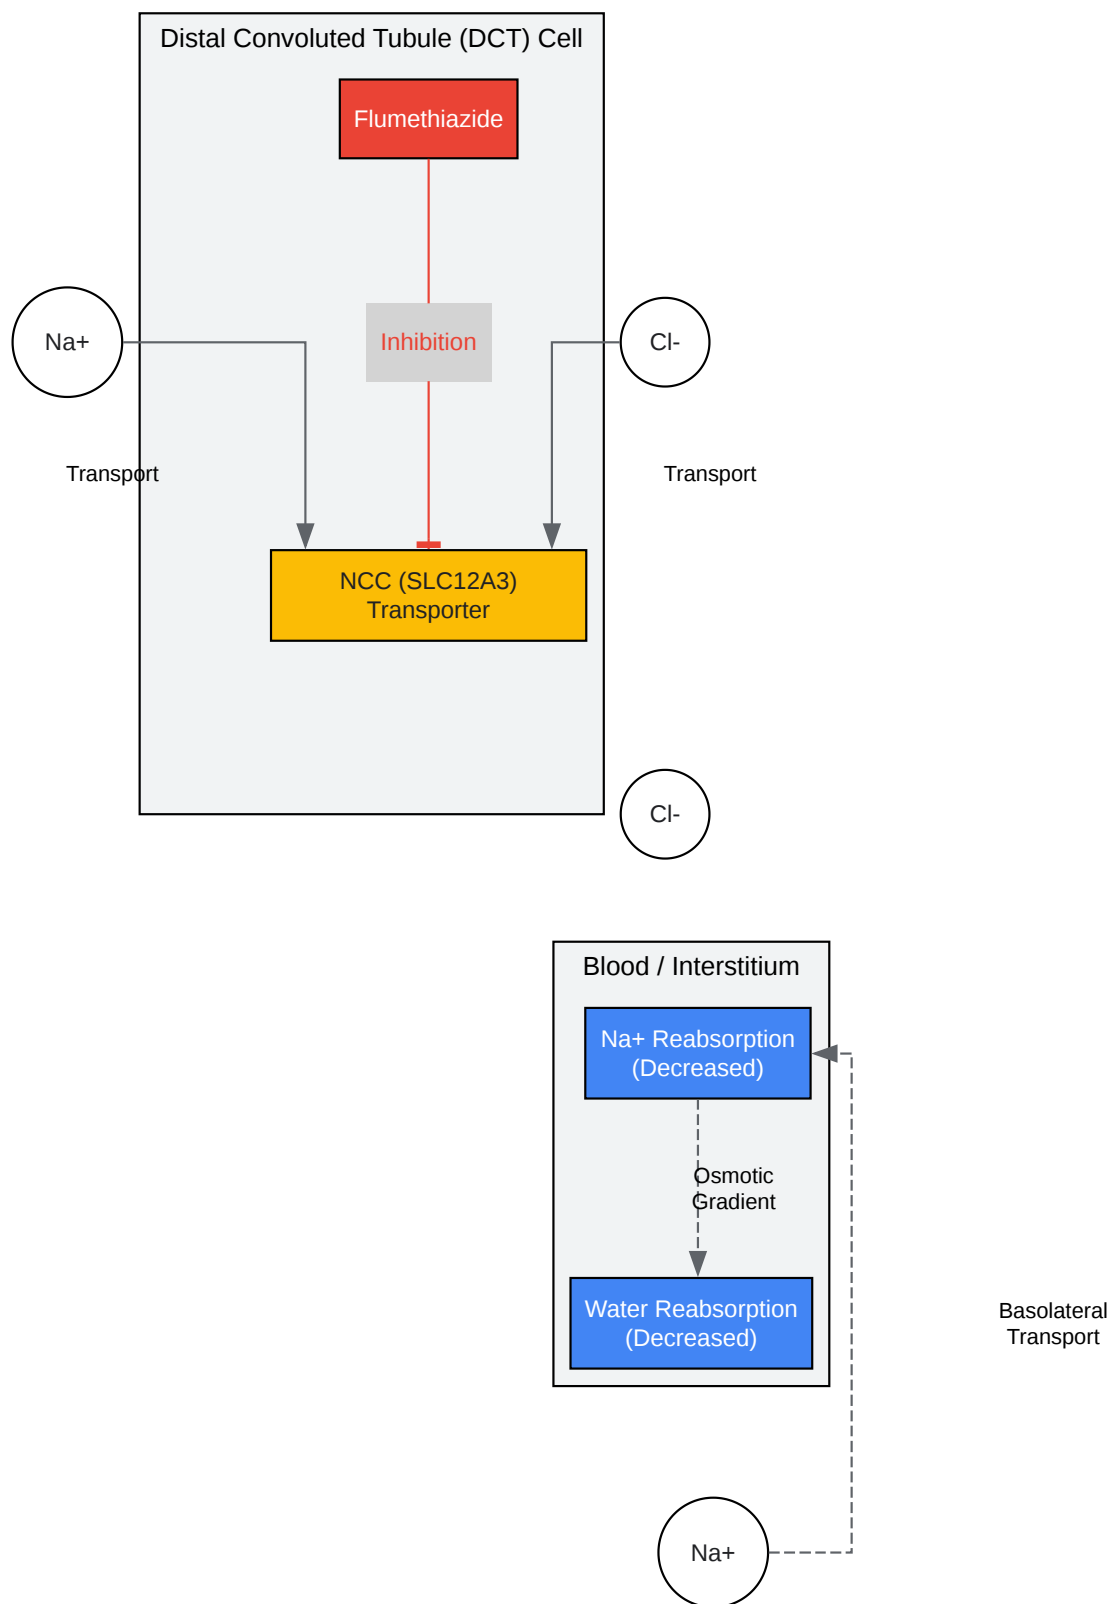 Distal Convoluted Tubule (DCT) Cell
Flumethiazide
Na+
Inhibition
Cl-
Transport
Transport
NCC (SLC12A3)
Transporter
Cl-
Blood / Interstitium
Na+ Reabsorption
(Decreased)
Osmotic
Gradient
Water Reabsorption
(Decreased)
Basolateral
Transport
Na+